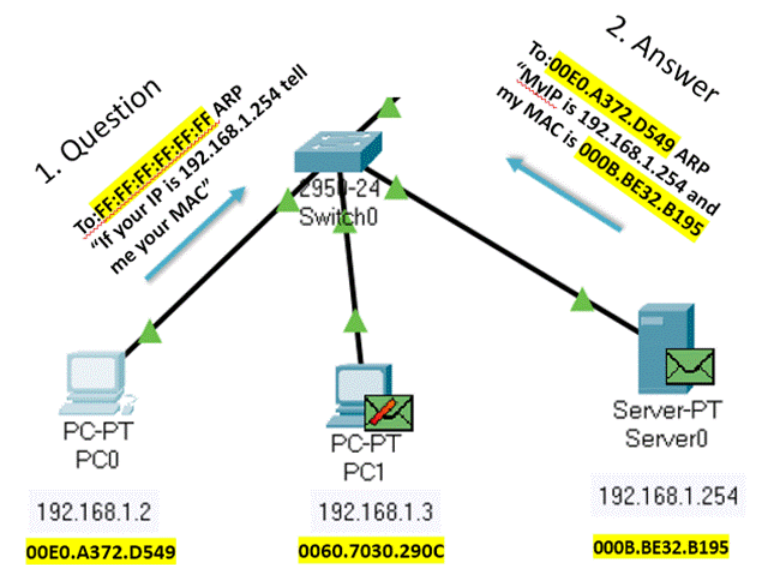 1. Question
To:FF:FF:FF:FF:FF:FF ARP
“If your IP is 192.168.1.254 tell
me your MAC”
2. Answer
To:00E0.A372.D549 ARP
“MyIP is 192.168.1.254 and
my MAC is 000B.BE32.B195
2950-24
Switch0
PC-PT
PC0
192.168.1.2
00E0.A372.D549
PC-PT
PC1
192.168.1.3
0060.7030.290C
Server-PT
Server0
192.168.1.254
000B.BE32.B195